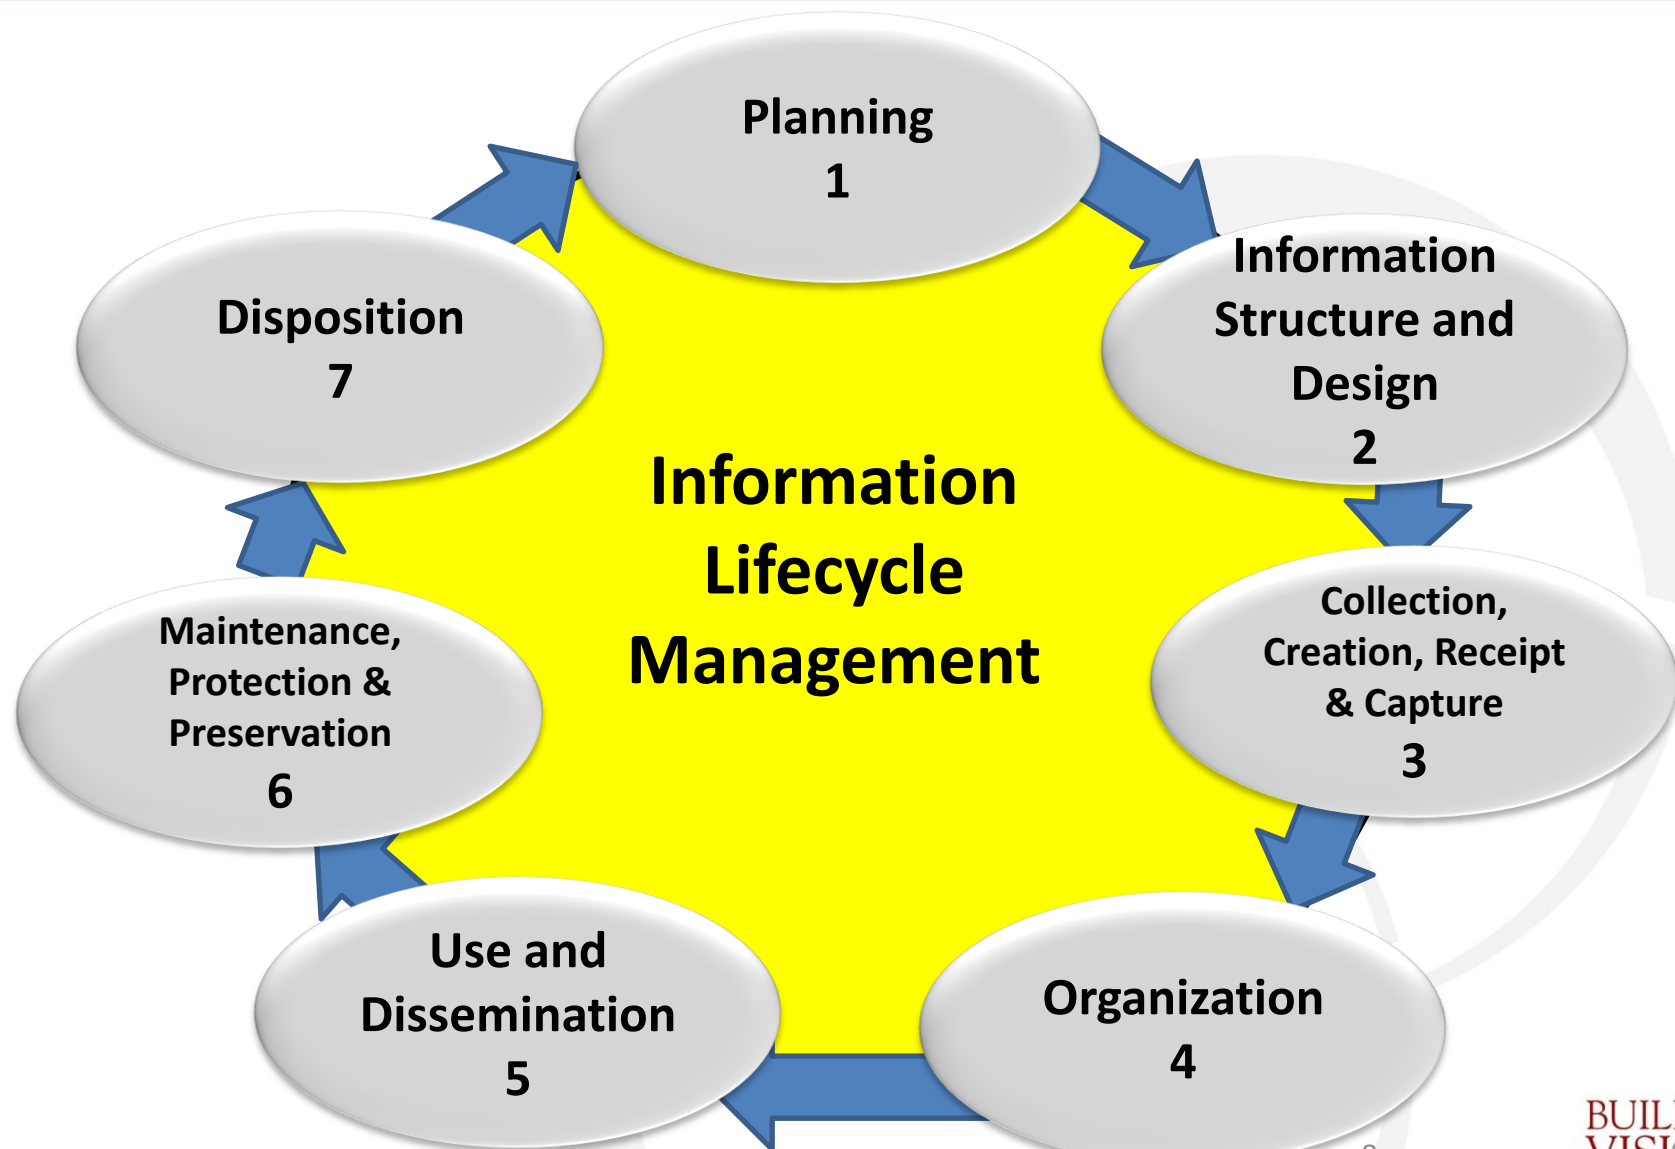 Planning
1
Information
Structure and
Design
2
Collection,
Creation, Receipt
& Capture
3
Organization
4
Use and
Dissemination
5
Maintenance,
Protection &
Preservation
6
Disposition
7
Information
Lifecycle
Management